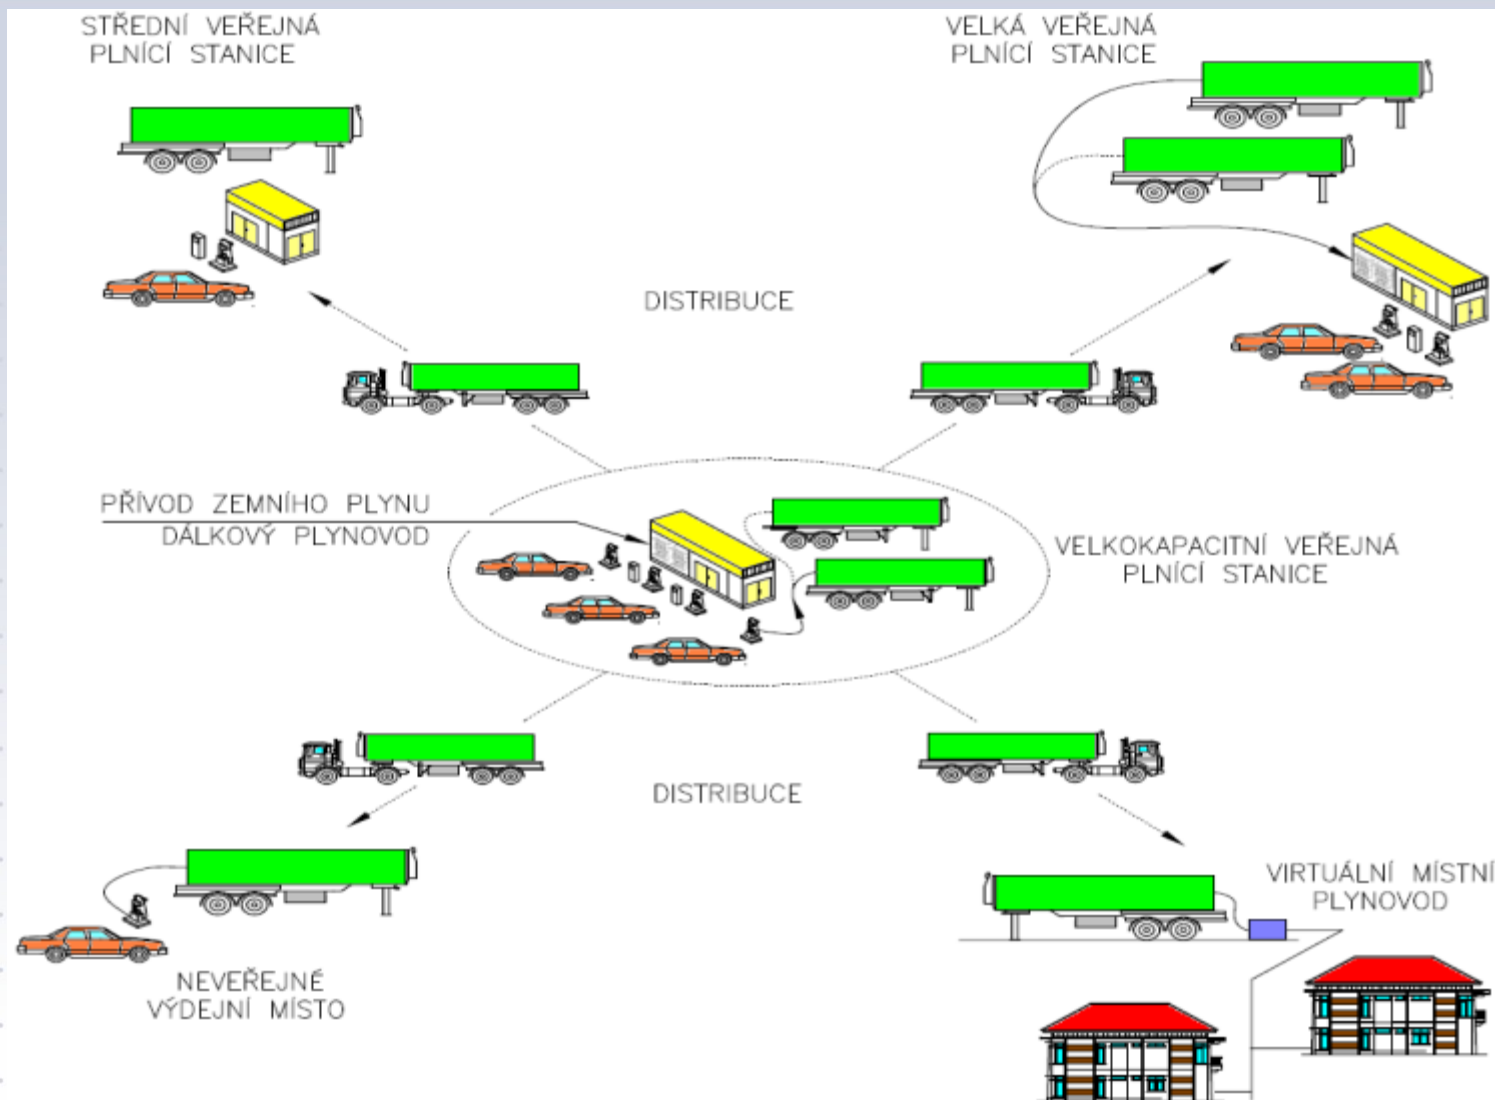 STŘEDNÍ VEŘEJNÁ
PLNÍCÍ STANICE
VELKÁ VEŘEJNÁ
PLNÍCÍ STANICE
DISTRIBUCE
PŘÍVOD ZEMNÍHO PLYNU
DÁLKOVÝ PLYNOVOD
VELKOKAPACITNÍ VEŘEJNÁ
PLNÍCÍ STANICE
DISTRIBUCE
VIRTUÁLNÍ MÍSTNÍ
PLYNOVOD
NEVEŘEJNÉ
VÝDEJNÍ MÍSTO